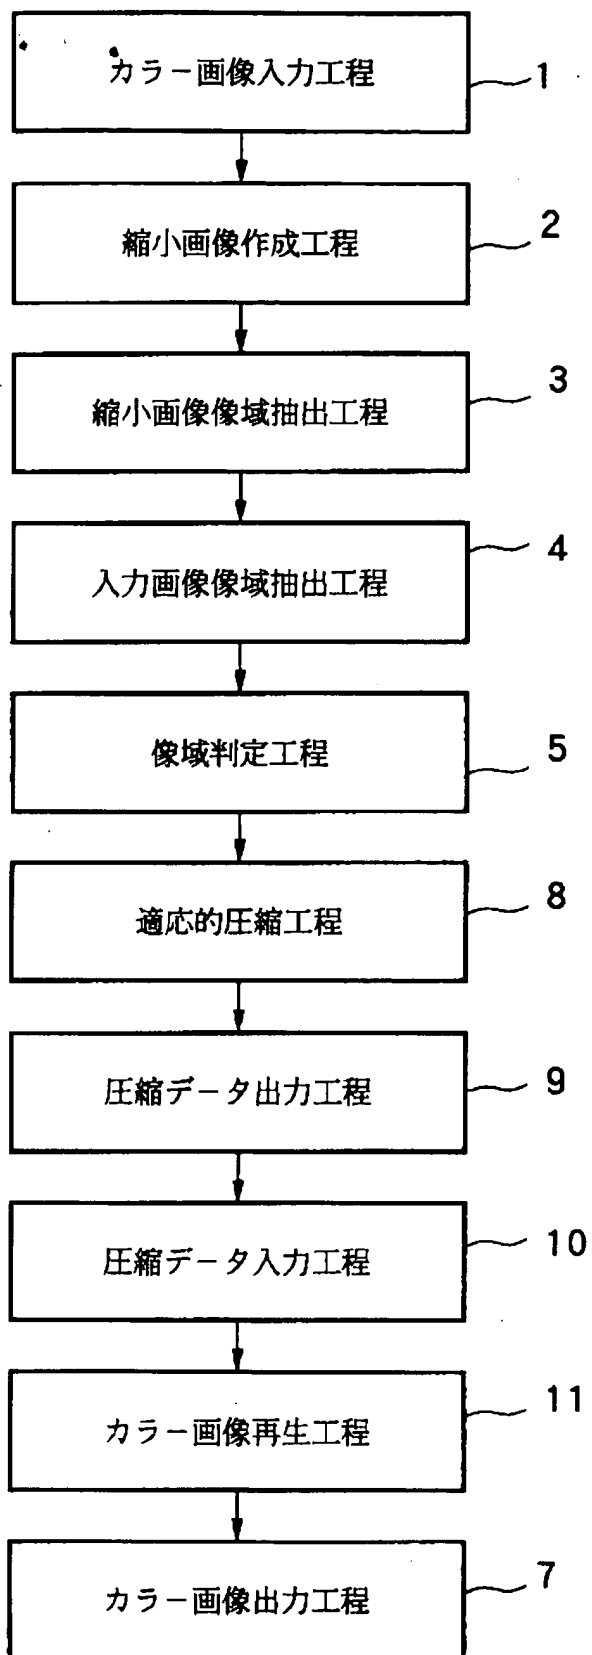 カラー画像入力工程
1
縮小画像作成工程
2
縮小画像像域抽出工程
3
入力画像像域抽出工程
4
像域判定工程
5
適応的圧縮工程
8
圧縮データ出力工程
9
圧縮データ入力工程
10
カラー画像再生工程
11
カラー画像出力工程
7